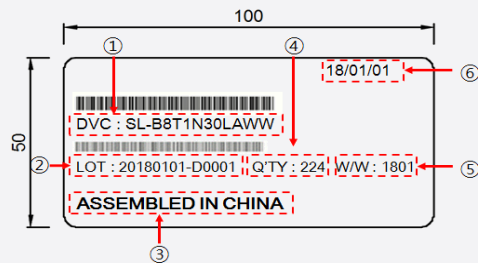 100
① ④
18/01/01 ⑥
50
DVC : SL-B8T1N30LAWW
② LOT : 20180101-D0001 Q'TY : 224 W/W : 1801 ⑤
ASSEMBLED IN CHINA
③